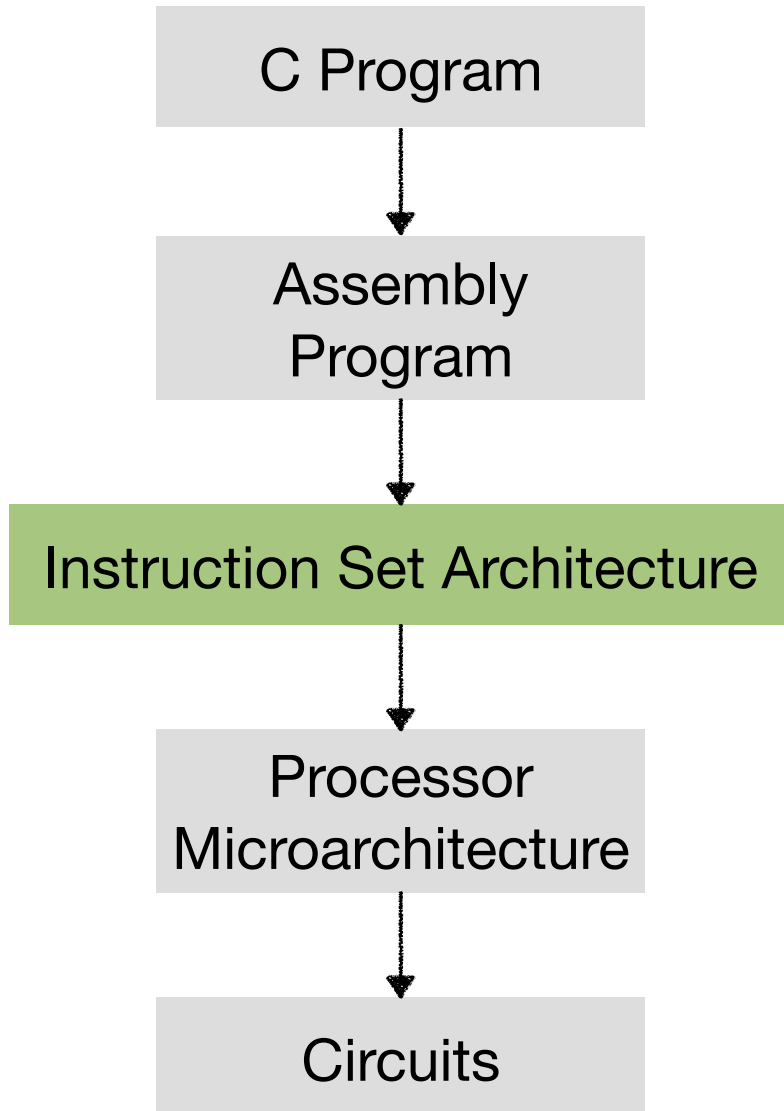 C Program
Assembly
Program
Instruction Set Architecture
Processor
Microarchitecture
Circuits